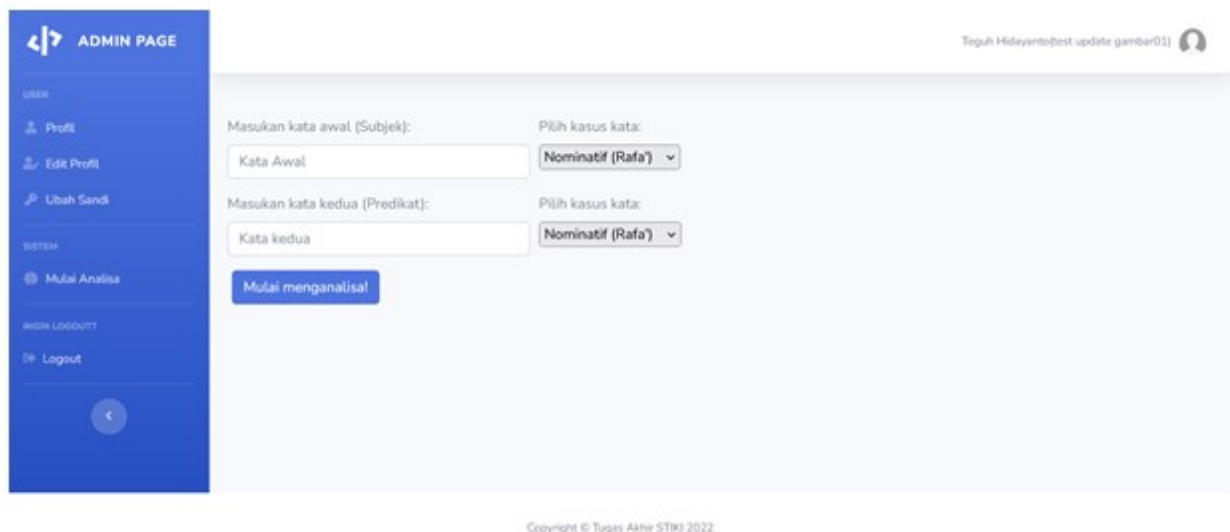 ADMIN PAGE
Teguh Hidayanto(test update gambar01)
USER
Profil
Edit Profil
Ubah Sandi
SISTEM
Mulai Analisa
INGIN LOGOUT?
Logout
Masukan kata awal (Subjek):
Pilih kasus kata:
Kata Awal
Nominatif (Rafa')
Masukan kata kedua (Predikat):
Pilih kasus kata:
Kata kedua
Nominatif (Rafa')
Mulai menganalisa!
Copyright © Tugas Akhir STIKI 2022